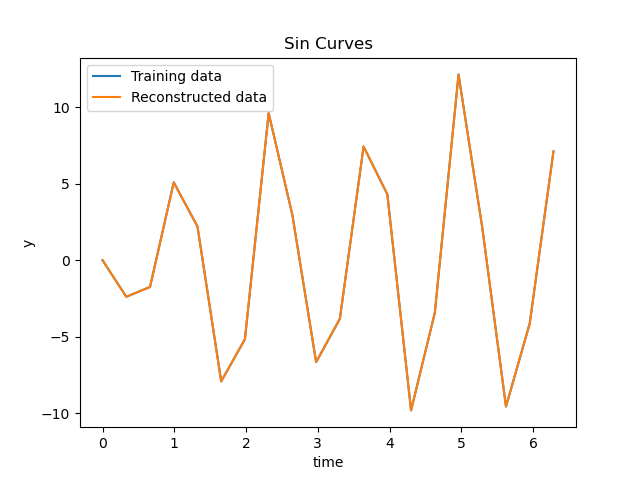 Sin Curves
Training data
Reconstructed data
y
10
5
0
−5
−10
0 1 2 3 4 5 6
time